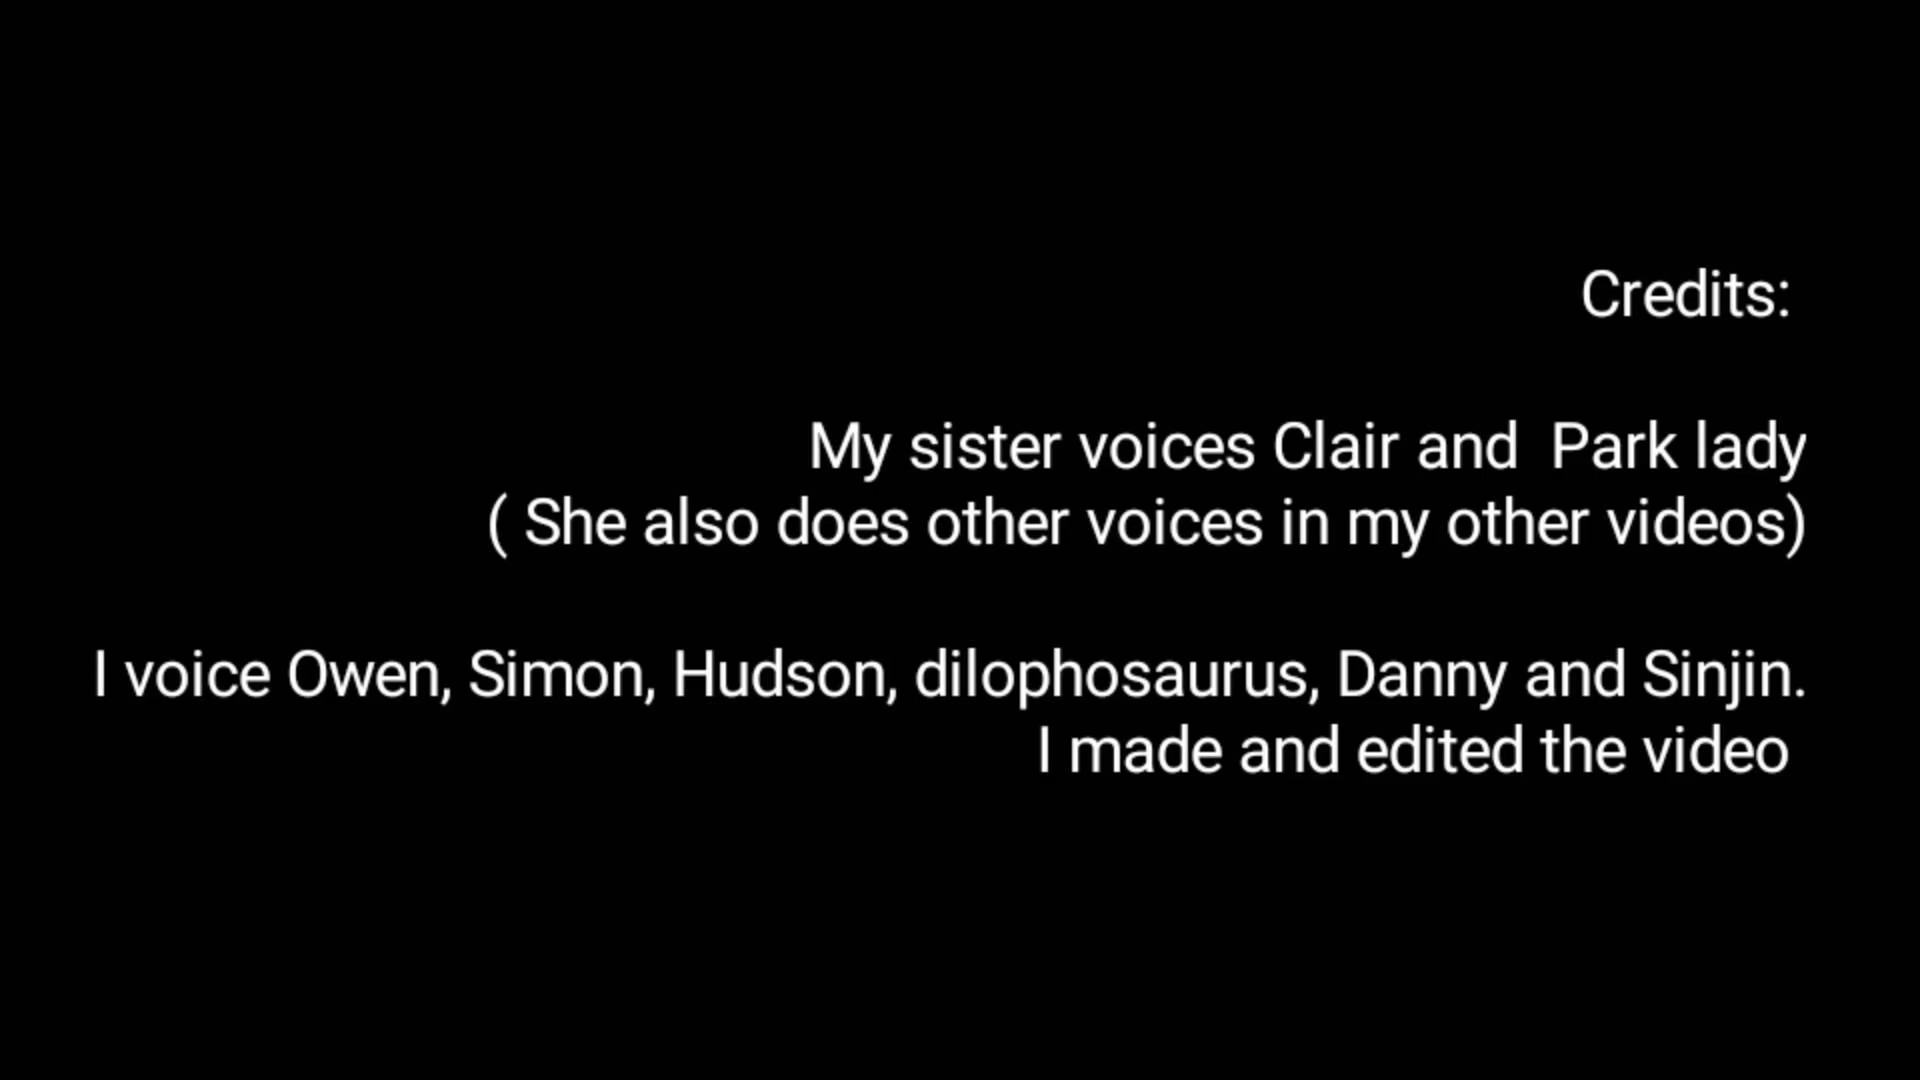 Credits:
My sister voices Clair and  Park lady
( She also does other voices in my other videos)
I voice Owen, Simon, Hudson, dilophosaurus, Danny and Sinjin.
I made and edited the video